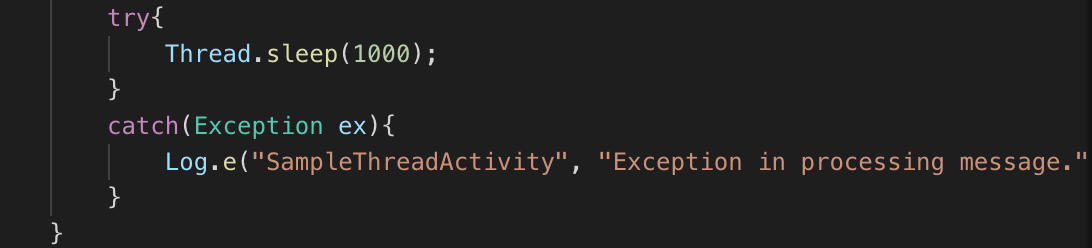 try{
Thread.sleep(1000);
}
catch(Exception ex){
Log.e("SampleThreadActivity", "Exception in processing message."
}
}